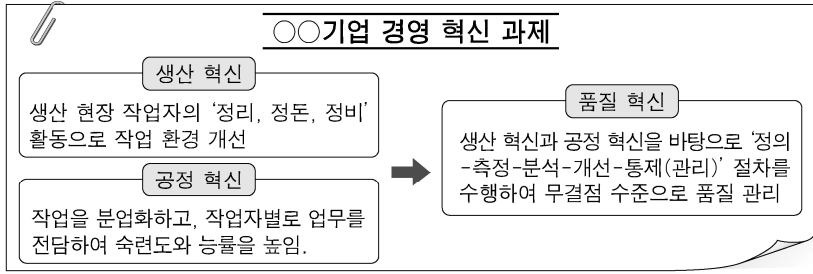 ○○기업 경영 혁신 과제
생산 혁신
생산 현장 작업자의 ‘정리, 정돈, 정비’
활동으로 작업 환경 개선
공정 혁신
작업을 분업화하고, 작업자별로 업무를
전담하여 숙련도와 능률을 높임.
품질 혁신
생산 혁신과 공정 혁신을 바탕으로 ‘정의
-측정-분석-개선-통제(관리)’ 절차를
수행하여 무결점 수준으로 품질 관리